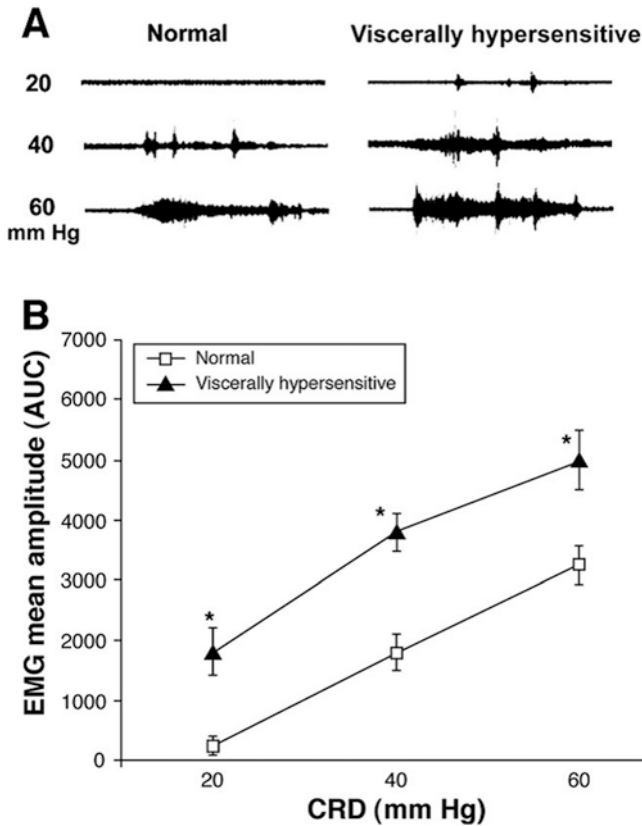 A
Normal Viscerally hypersensitive
20
40
60
mm Hg
B
7000
Normal
Viscerally hypersensitive
6000
5000
4000
3000
2000
1000
0
EMG mean amplitude (AUC)
* * *
20 40 60
CRD (mm Hg)